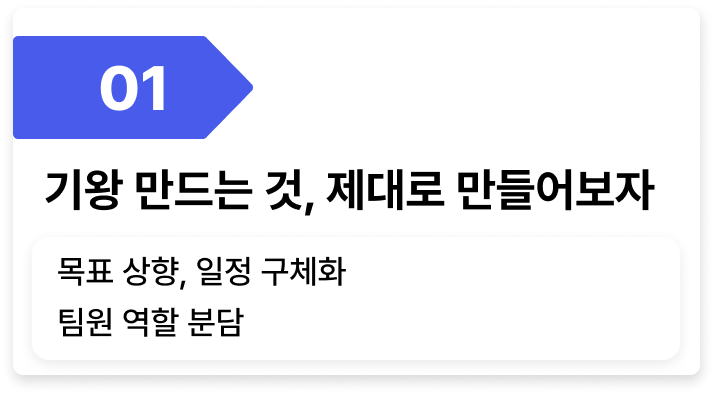 01
기왕 만드는 것, 제대로 만들어보자
목표 상향, 일정 구체화
팀원 역할 분담